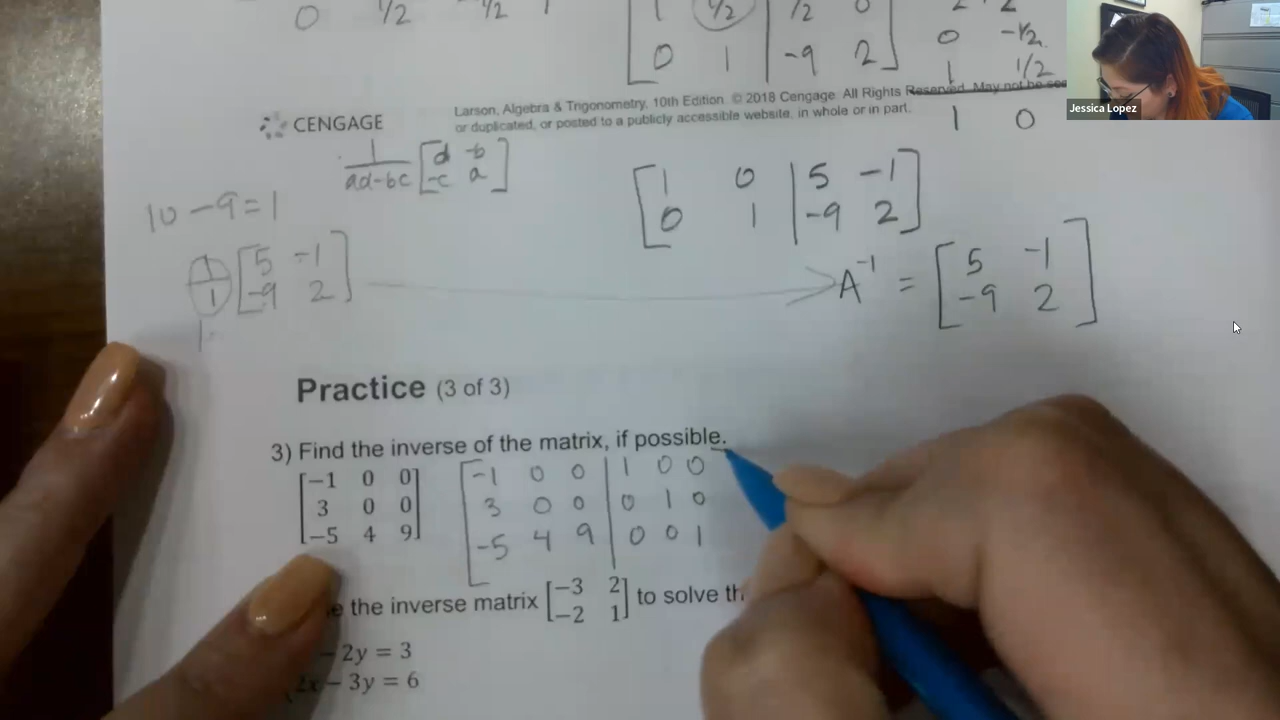 0 1/2 -1/2 1
1 1/2 | 1/2 0
0 1 | -9 2
0 -1/2
1 1/2
1 0
Larson, Algebra & Trigonometry, 10th Edition. © 2018 Cengage. All Rights Reserved. May not be
or duplicated, or posted to a publicly accessible website, in whole or in part.
CENGAGE
Jessica Lopez
1/(ad-bc) [d -b
-c a]
10 - 9 = 1
1/1 [5 -1
-9 2]
[1 0 | 5 -1
0 1 | -9 2]
A⁻¹ = [5 -1
-9 2]
Practice (3 of 3)
3) Find the inverse of the matrix, if possible.
[-1 0 0
3 0 0
-5 4 9]
[-1 0 0 | 1 0 0
3 0 0 | 0 1 0
-5 4 9 | 0 0 1
the inverse matrix [-3 2
-2 1] to solve
- 2y = 3
2x - 3y = 6